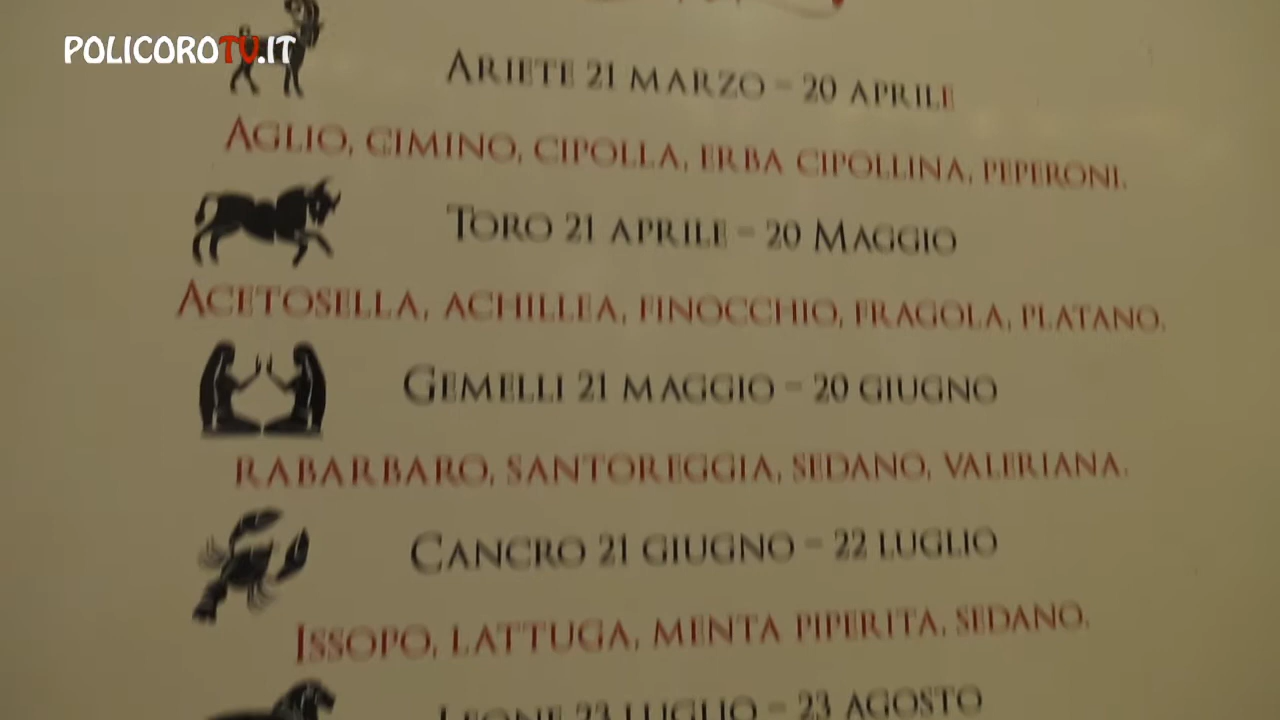 POLICOROTV.IT
ARIETE 21 MARZO - 20 APRILE
AGLIO, CIMINO, CIPOLLA, ERBA CIPOLLINA, PEPERONI.
TORO 21 APRILE - 20 MAGGIO
ACETOSELLA, ACHILLEA, FINOCCHIO, FRAGOLA, PLATANO.
GEMELLI 21 MAGGIO - 20 GIUGNO
RABARBARO, SANTOREGGIA, SEDANO, VALERIANA.
CANCRO 21 GIUGNO - 22 LUGLIO
ISSOPO, LATTUGA, MENTA PIPERITA, SEDANO.
LEONE 23 LUGLIO - 23 AGOSTO